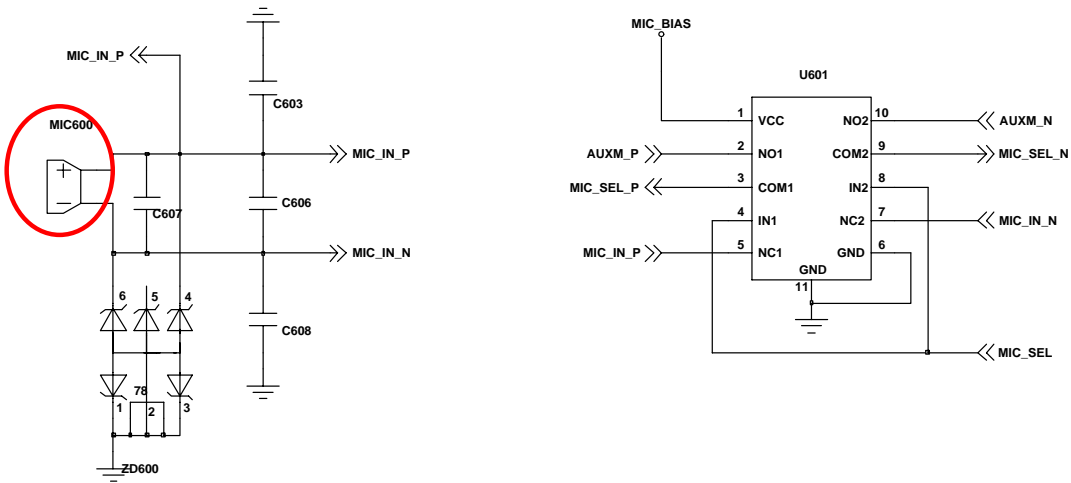 MIC_BIAS
MIC_IN_P
U601
C603
1 VCC NO2 10 AUXM_N
MIC600
MIC_IN_P
AUXM_P 2 NO1 COM2 9 MIC_SEL_N
+
MIC_SEL_P 3 COM1 IN2 8
−
C607
C606
4 IN1 NC2 7 MIC_IN_N
MIC_IN_N
MIC_IN_P 5 NC1 GND 6
GND
11
6 5 4
C608
MIC_SEL
78
1 2 3
ZD600